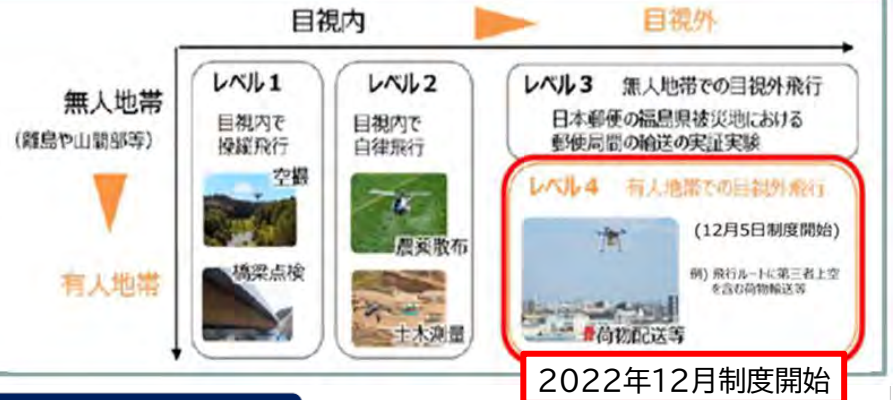 目視内
目視外
無人地帯
(離島や山間部等)
有人地帯
レベル1
目視内で
操縦飛行
空撮
橋梁点検
レベル2
目視内で
自律飛行
農薬散布
土木測量
レベル3 無人地帯での目視外飛行
日本郵便の福島県被災地における
郵便局間の輸送の実証実験
レベル4 有人地帯での目視外飛行
(12月5日制度開始)
例) 飛行ルートに第三者上空
を含む荷物輸送等
荷物配送等
2022年12月制度開始